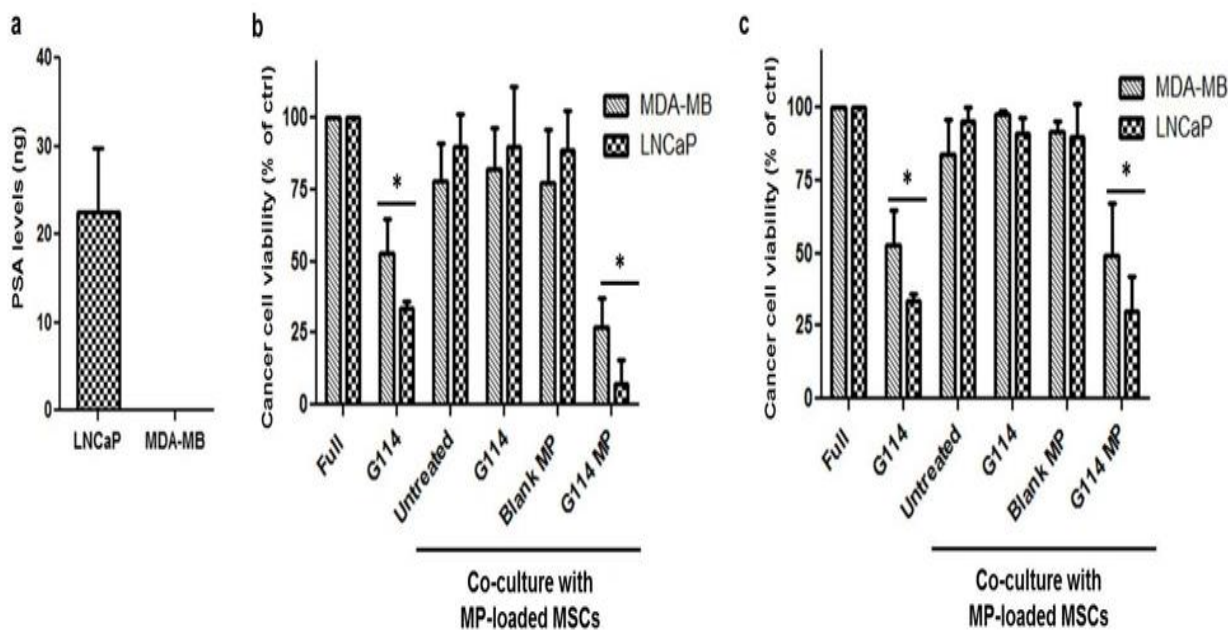 a
PSA levels (ng)
40
30
20
10
0
LNCaP MDA-MB
b
Cancer cell viability (% of ctrl)
100
75
50
25
0
MDA-MB
LNCaP
*
*
Full
G114
Untreated
G114
Blank MP
G114 MP
Co-culture with
MP-loaded MSCs
c
Cancer cell viability (% of ctrl)
100
75
50
25
0
MDA-MB
LNCaP
*
*
Full
G114
Untreated
G114
Blank MP
G114 MP
Co-culture with
MP-loaded MSCs